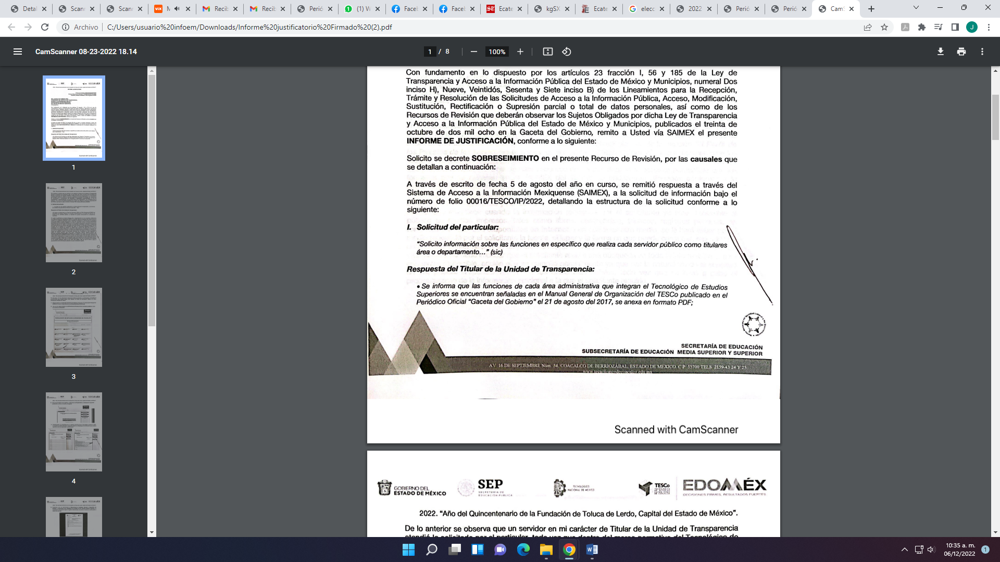 Detal
Scann
Scann
M
Recib
Recib
Perió
(1) W
Faceb
Faceb
Ecate
kgSX
Ecate
elecc
2022
Perió
Perió
CamS
Archivo
C:/Users/usuario%20infoem/Downloads/Informe%20justificatorio%20Firmado%20(2).pdf
J
CamScanner 08-23-2022 18.14
1 / 8
100%
1
2
3
4
Con fundamento en lo dispuesto por los artículos 23 fracción I, 56 y 185 de la Ley de
Transparencia y Acceso a la Información Pública del Estado de México y Municipios, numeral Dos
inciso H), Nueve, Veintidós, Sesenta y Siete inciso B) de los Lineamientos para la Recepción,
Trámite y Resolución de las Solicitudes de Acceso a la Información Pública, Acceso, Modificación,
Sustitución, Rectificación o Supresión parcial o total de datos personales, así como de los
Recursos de Revisión que deberán observar los Sujetos Obligados por dicha Ley de Transparencia
y Acceso a la Información Pública del Estado de México y Municipios, publicados el treinta de
octubre de dos mil ocho en la Gaceta del Gobierno, remito a Usted vía SAIMEX el presente
INFORME DE JUSTIFICACIÓN, conforme a lo siguiente:
Solicito se decrete SOBRESEIMIENTO en el presente Recurso de Revisión, por las causales que
se detallan a continuación:
A través de escrito de fecha 5 de agosto del año en curso, se remitió respuesta a través del
Sistema de Acceso a la Información Mexiquense (SAIMEX), a la solicitud de información bajo el
número de folio 00016/TESCO/IP/2022, detallando la estructura de la solicitud conforme a lo
siguiente:
I. Solicitud del particular:
“Solicito información sobre las funciones en específico que realiza cada servidor público como titulares
área o departamento…” (sic)
Respuesta del Titular de la Unidad de Transparencia:
• Se informa que las funciones de cada área administrativa que integran el Tecnológico de Estudios
Superiores se encuentran señaladas en el Manual General de Organización del TESCo publicado en el
Periódico Oficial “Gaceta del Gobierno” el 21 de agosto del 2017, se anexa en formato PDF;
SECRETARÍA DE EDUCACIÓN
SUBSECRETARÍA DE EDUCACIÓN MEDIA SUPERIOR Y SUPERIOR
AV. 16 DE SEPTIEMBRE Núm. 54, COACALCO DE BERRIOZÁBAL, ESTADO DE MÉXICO. C.P. 55700 TELS. 2159-43 24 Y 25
www.tecnologicodecoacalco.edu.mx
Scanned with CamScanner
GOBIERNO DEL
ESTADO DE MÉXICO
SEP
SECRETARÍA DE
EDUCACIÓN PÚBLICA
TECNOLÓGICO
NACIONAL DE MÉXICO
TESCo
EDOMÉX
DECISIONES FIRMES, RESULTADOS FUERTES
2022. “Año del Quincentenario de la Fundación de Toluca de Lerdo, Capital del Estado de México”.
De lo anterior se observa que un servidor en mi carácter de Titular de la Unidad de Transparencia
10:35 a. m.
06/12/2022
1